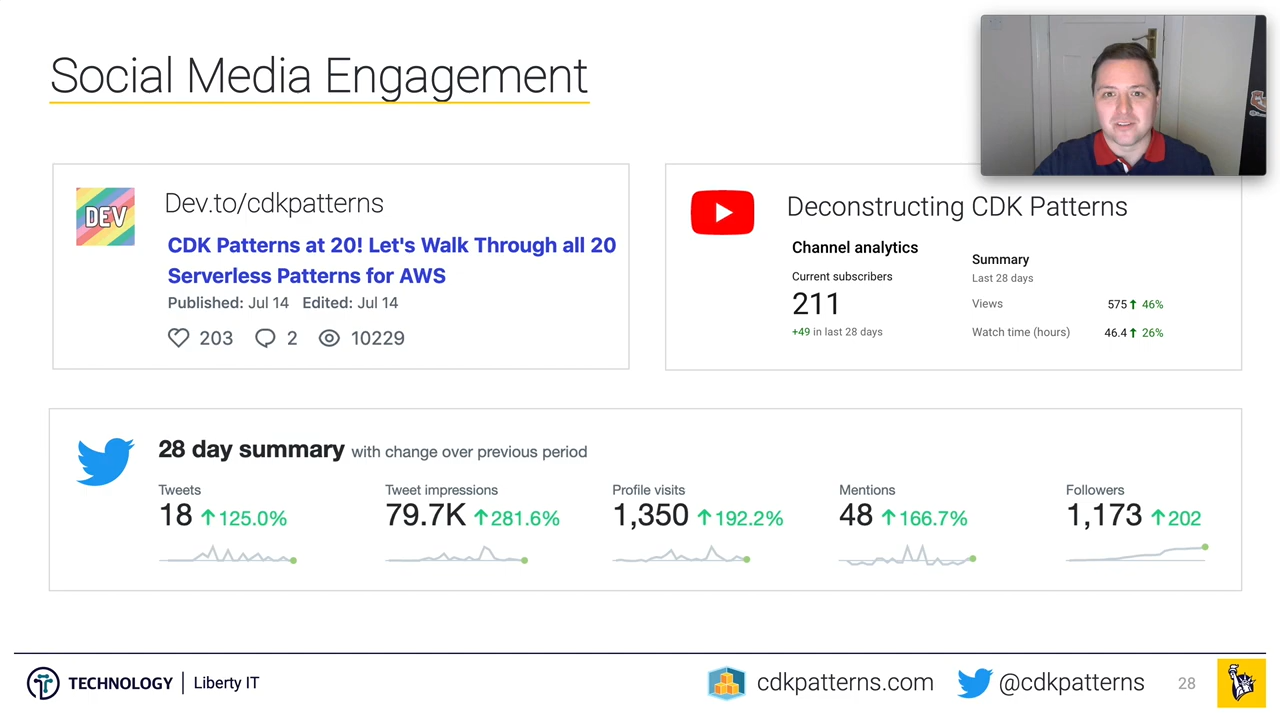 Social Media Engagement
DEV
Dev.to/cdkpatterns
CDK Patterns at 20! Let's Walk Through all 20
Serverless Patterns for AWS
Published: Jul 14 Edited: Jul 14
203 2 10229
Deconstructing CDK Patterns
Channel analytics
Current subscribers
211
+49 in last 28 days
Summary
Last 28 days
Views 575 46%
Watch time (hours) 46.4 26%
28 day summary with change over previous period
Tweets
18 125.0%
Tweet impressions
79.7K 281.6%
Profile visits
1,350 192.2%
Mentions
48 166.7%
Followers
1,173 202
TECHNOLOGY | Liberty IT
cdkpatterns.com
@cdkpatterns
28